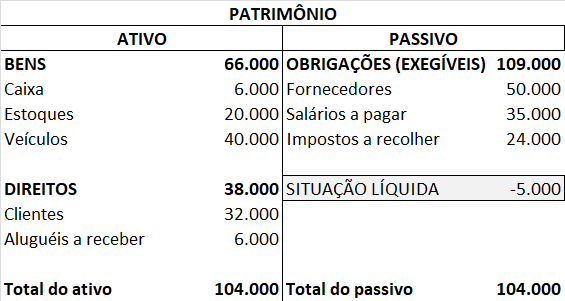 PATRIMÔNIO
ATIVO PASSIVO
BENS 66.000 OBRIGAÇÕES (EXEGÍVEIS) 109.000
Caixa 6.000 Fornecedores 50.000
Estoques 20.000 Salários a pagar 35.000
Veículos 40.000 Impostos a recolher 24.000
DIREITOS 38.000 SITUAÇÃO LÍQUIDA -5.000
Clientes 32.000
Aluguéis a receber 6.000
Total do ativo 104.000 Total do passivo 104.000